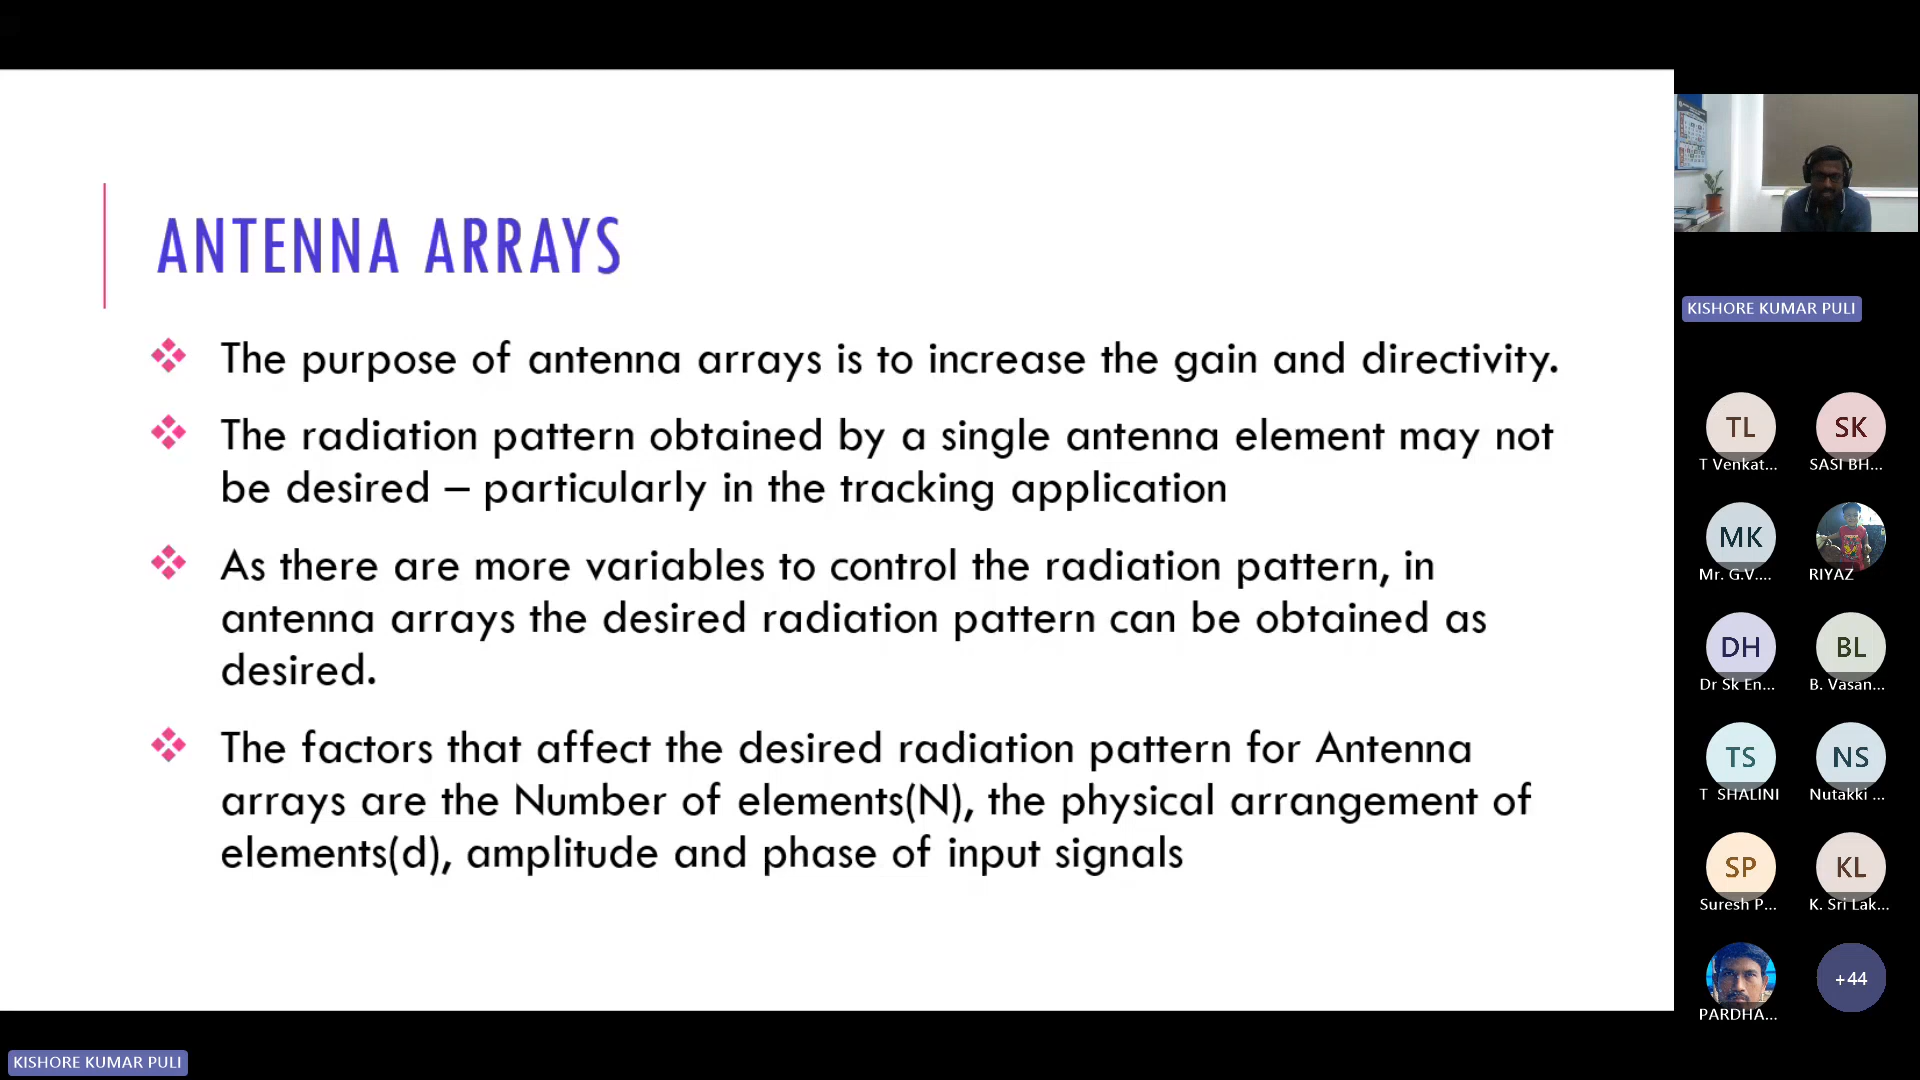 ANTENNA ARRAYS
The purpose of antenna arrays is to increase the gain and directivity.
The radiation pattern obtained by a single antenna element may not
be desired – particularly in the tracking application
As there are more variables to control the radiation pattern, in
antenna arrays the desired radiation pattern can be obtained as
desired.
The factors that affect the desired radiation pattern for Antenna
arrays are the Number of elements(N), the physical arrangement of
elements(d), amplitude and phase of input signals
KISHORE KUMAR PULI
TL SK
T Venkat... SASI BH...
MK
Mr. G.V.... RIYAZ
DH BL
Dr Sk En... B. Vasan...
TS NS
T SHALINI Nutakki ...
SP KL
Suresh P... K. Sri Lak...
+44
PARDHA...
KISHORE KUMAR PULI